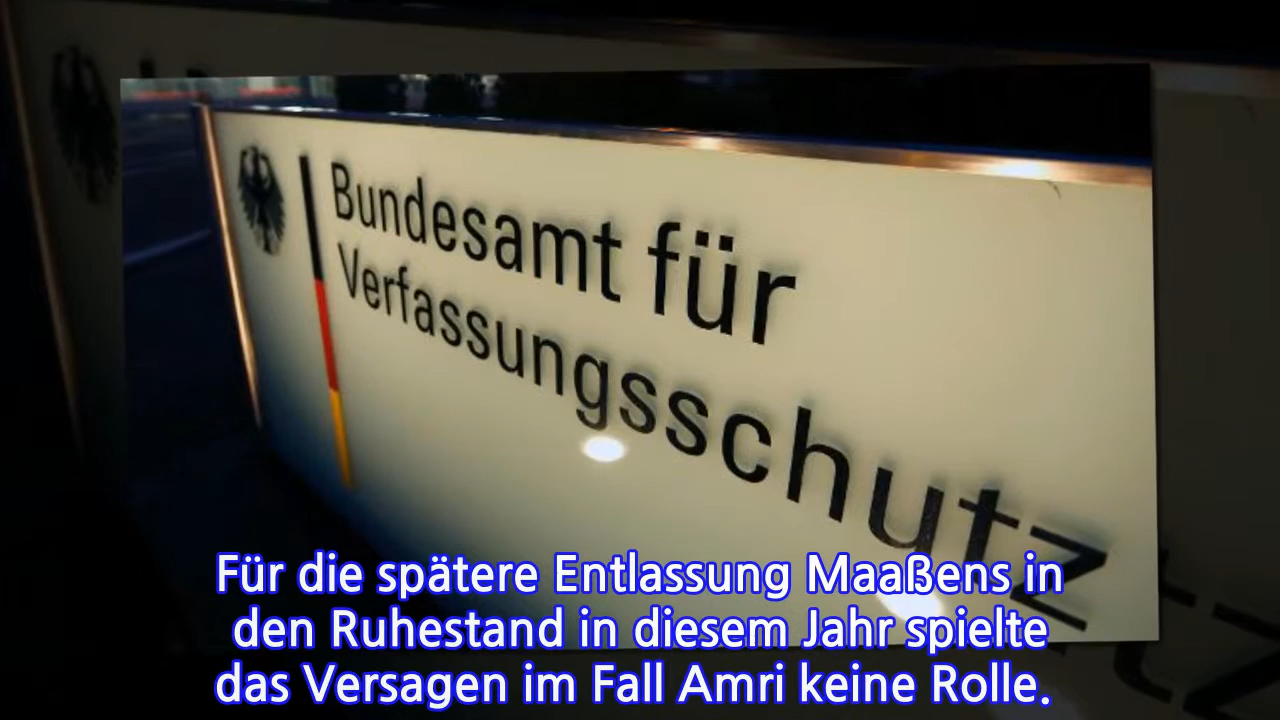 Bundesamt für
Verfassungsschutz
Für die spätere Entlassung Maaßens in
den Ruhestand in diesem Jahr spielte
das Versagen im Fall Amri keine Rolle.